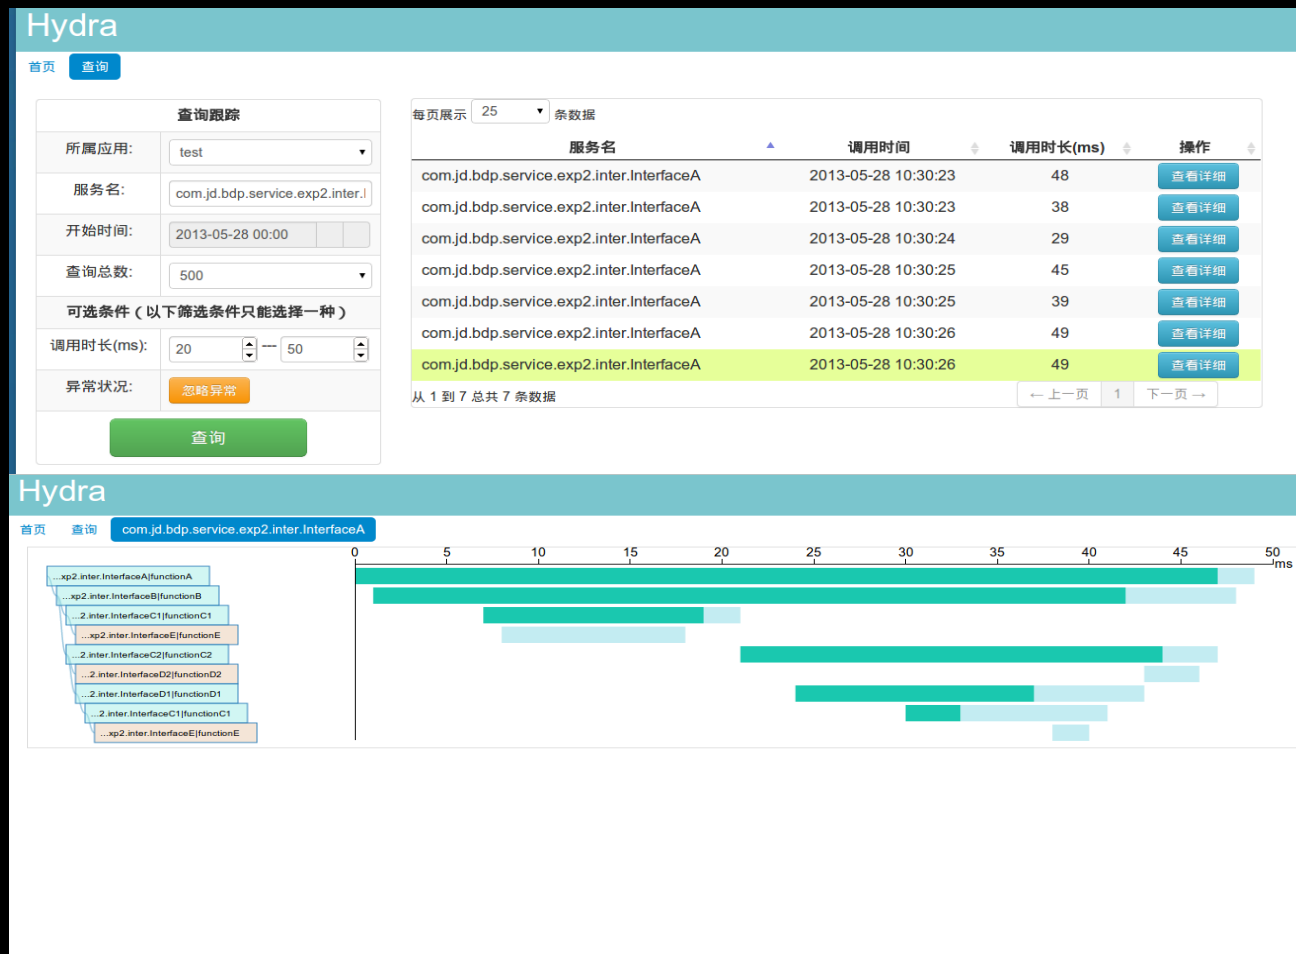 Hydra
首页 查询
查询跟踪
所属应用: test
服务名: com.jd.bdp.service.exp2.inter.
开始时间: 2013-05-28 00:00
查询总数: 500
可选条件 ( 以下筛选条件只能选择一种 )
调用时长(ms): 20 --- 50
异常状况: 忽略异常
查询
每页展示 25 条数据
服务名 调用时间 调用时长(ms) 操作
com.jd.bdp.service.exp2.inter.InterfaceA 2013-05-28 10:30:23 48 查看详细
com.jd.bdp.service.exp2.inter.InterfaceA 2013-05-28 10:30:23 38 查看详细
com.jd.bdp.service.exp2.inter.InterfaceA 2013-05-28 10:30:24 29 查看详细
com.jd.bdp.service.exp2.inter.InterfaceA 2013-05-28 10:30:25 45 查看详细
com.jd.bdp.service.exp2.inter.InterfaceA 2013-05-28 10:30:25 39 查看详细
com.jd.bdp.service.exp2.inter.InterfaceA 2013-05-28 10:30:26 49 查看详细
com.jd.bdp.service.exp2.inter.InterfaceA 2013-05-28 10:30:26 49 查看详细
从 1 到 7 总共 7 条数据 ← 上一页 1 下一页 →
Hydra
首页 查询 com.jd.bdp.service.exp2.inter.InterfaceA
0 5 10 15 20 25 30 35 40 45 50
ms
...xp2.inter.InterfaceA|functionA
...xp2.inter.InterfaceB|functionB
...2.inter.InterfaceC1|functionC1
...xp2.inter.InterfaceE|functionE
...2.inter.InterfaceC2|functionC2
...2.inter.InterfaceD2|functionD2
...2.inter.InterfaceD1|functionD1
...2.inter.InterfaceC1|functionC1
...xp2.inter.InterfaceE|functionE